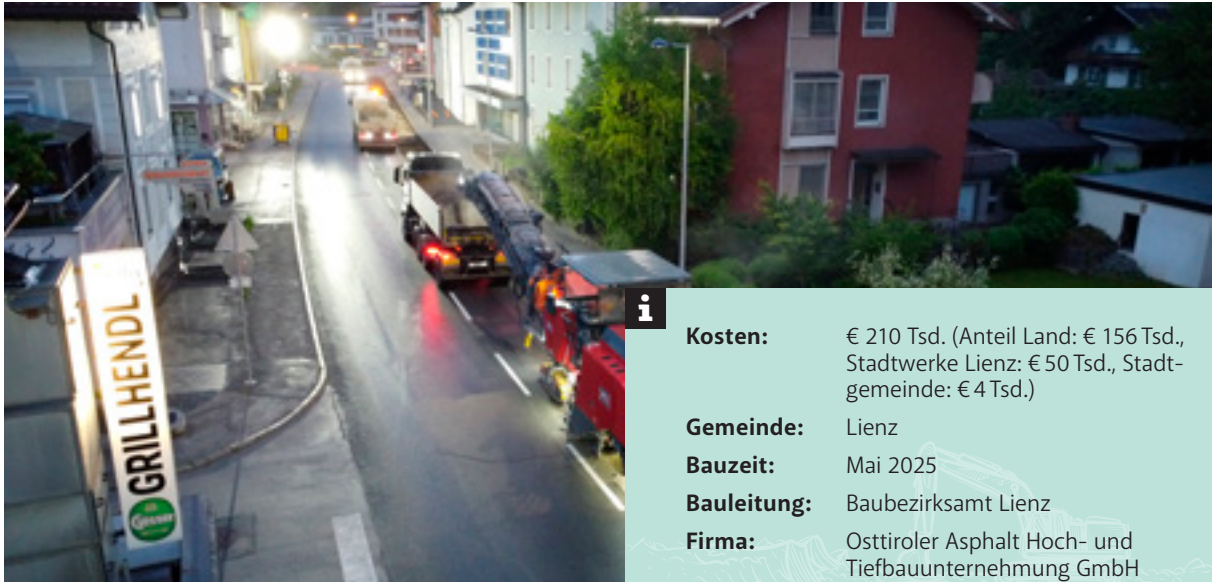 GRILLHENDL
Gösser
i
Kosten: € 210 Tsd. (Anteil Land: € 156 Tsd.,
Stadtwerke Lienz: € 50 Tsd., Stadt-
gemeinde: € 4 Tsd.)
Gemeinde: Lienz
Bauzeit: Mai 2025
Bauleitung: Baubezirksamt Lienz
Firma: Osttiroler Asphalt Hoch- und
Tiefbauunternehmung GmbH